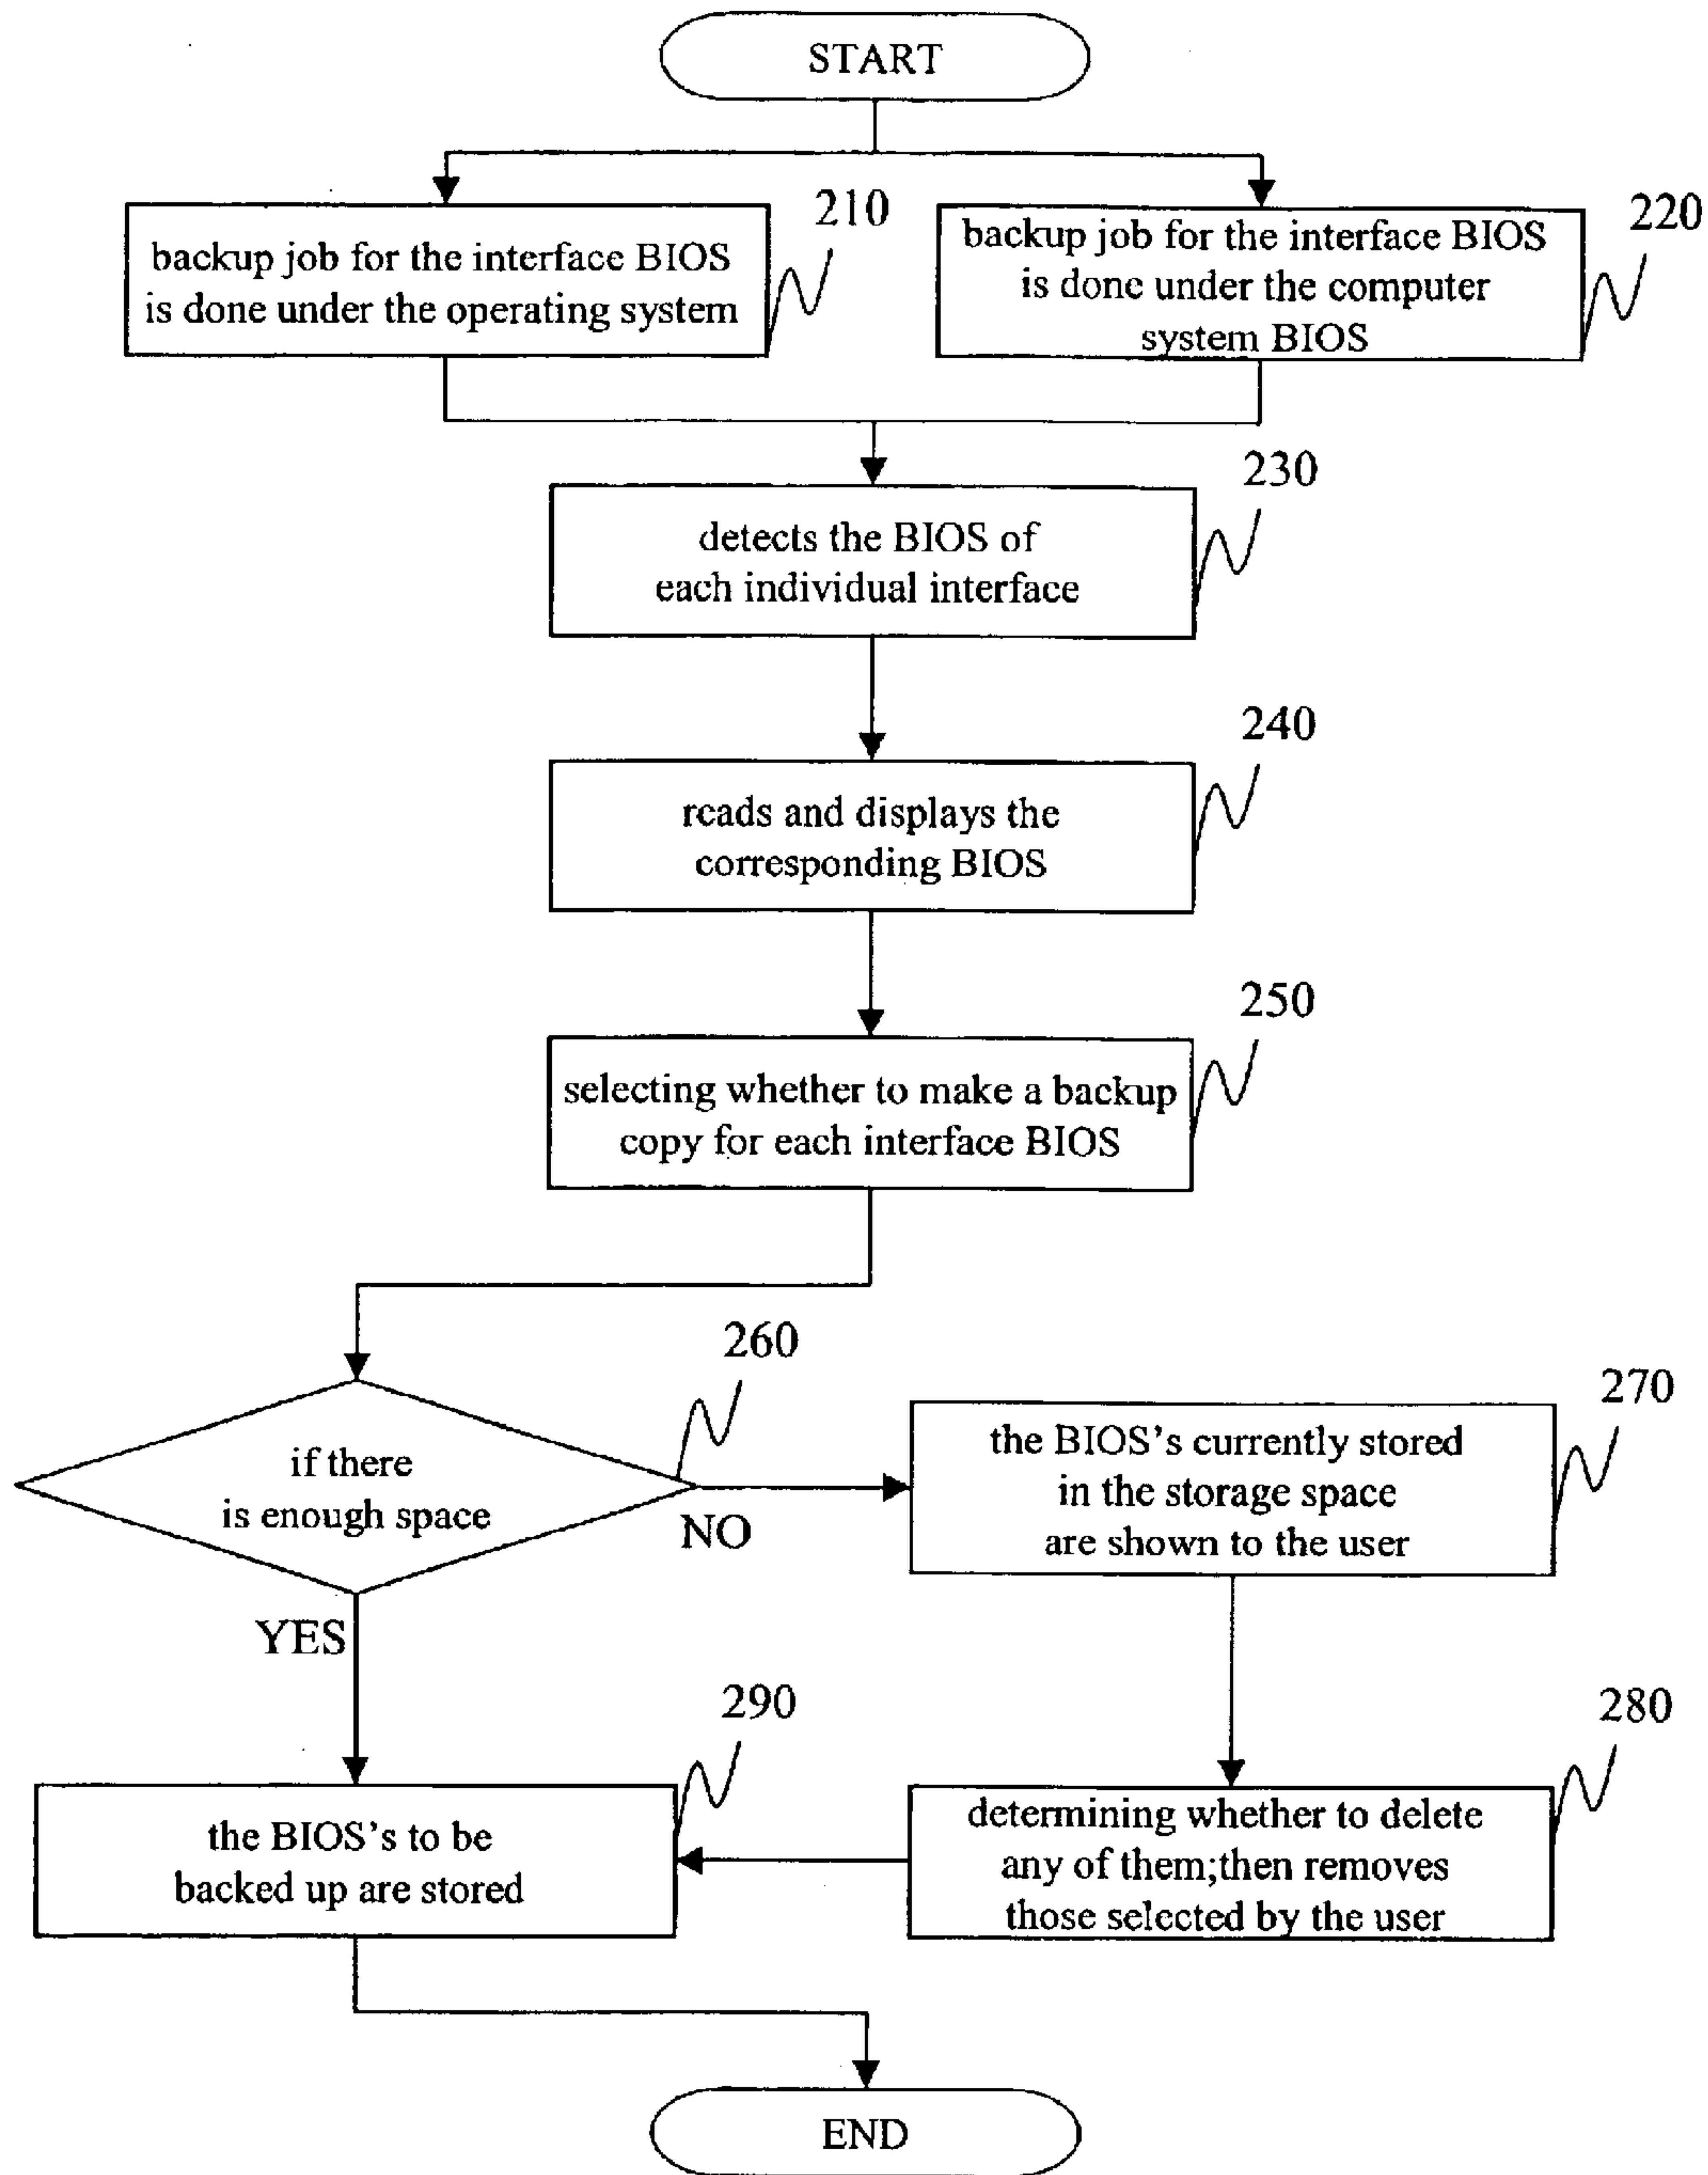 START
210
220
backup job for the interface BIOS
is done under the operating system
backup job for the interface BIOS
is done under the computer
system BIOS
230
detects the BIOS of
each individual interface
240
reads and displays the
corresponding BIOS
250
selecting whether to make a backup
copy for each interface BIOS
260
if there
is enough space
NO
YES
270
the BIOS's currently stored
in the storage space
are shown to the user
290
the BIOS's to be
backed up are stored
280
determining whether to delete
any of them;then removes
those selected by the user
END